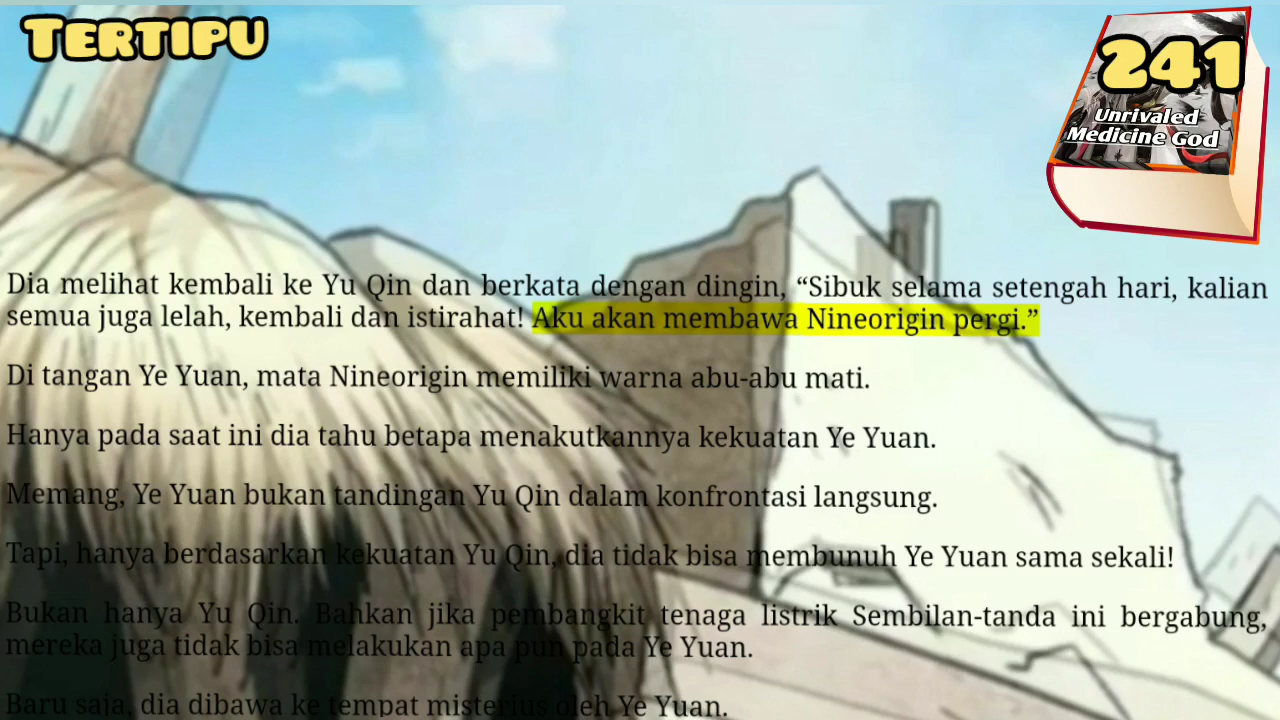 Tertipu
241
Unrivaled
Medicine God
Dia melihat kembali ke Yu Qin dan berkata dengan dingin, “Sibuk selama setengah hari, kalian
semua juga lelah, kembali dan istirahat! Aku akan membawa Nineorigin pergi.”
Di tangan Ye Yuan, mata Nineorigin memiliki warna abu-abu mati.
Hanya pada saat ini dia tahu betapa menakutkannya kekuatan Ye Yuan.
Memang, Ye Yuan bukan tandingan Yu Qin dalam konfrontasi langsung.
Tapi, hanya berdasarkan kekuatan Yu Qin, dia tidak bisa membunuh Ye Yuan sama sekali!
Bukan hanya Yu Qin. Bahkan jika pembangkit tenaga listrik Sembilan-tanda ini bergabung,
mereka juga tidak bisa melakukan apa pun pada Ye Yuan.
Baru saja, dia dibawa ke tempat misterius oleh Ye Yuan.